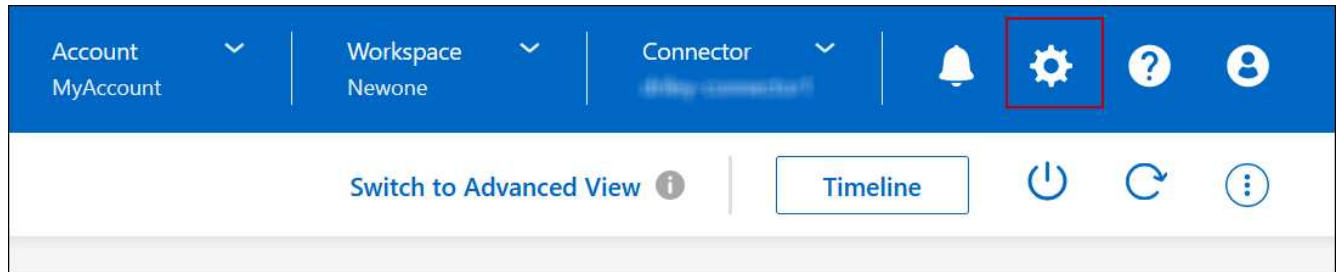 Account
MyAccount
Workspace
Newone
Connector
Switch to Advanced View
Timeline